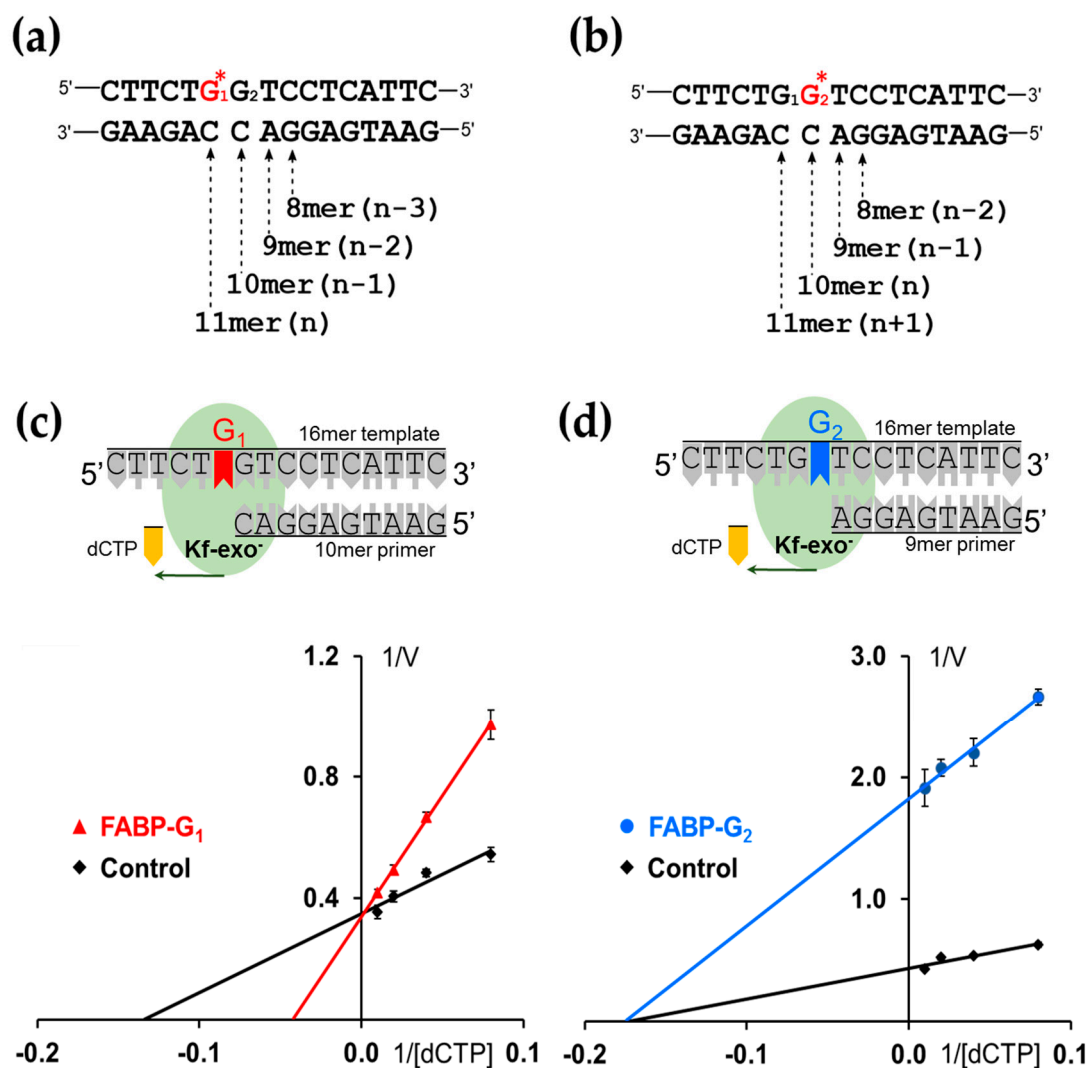 (a)
5'—CTTCTG₁*G₂TCCTCATTC—3'
3'—GAAGAC C AGGAGTAAG—5'
8mer(n-3)
9mer(n-2)
10mer(n-1)
11mer(n)
(b)
5'—CTTCTG₁G₂*TCCTCATTC—3'
3'—GAAGAC C AGGAGTAAG—5'
8mer(n-2)
9mer(n-1)
10mer(n)
11mer(n+1)
(c)
G₁ 16mer template
5' CTTCT GTCCTCATTC 3'
CAGGAGTAAG 5'
dCTP Kf-exo⁻ 10mer primer
1.2 1/V
0.8
FABP-G₁
Control
0.4
-0.2 -0.1 0.0 1/[dCTP] 0.1
(d)
G₂ 16mer template
5' CTTCTG TCCTCATTC 3'
AGGAGTAAG 5'
dCTP Kf-exo⁻ 9mer primer
3.0 1/V
2.0
FABP-G₂
Control
1.0
-0.2 -0.1 0.0 1/[dCTP] 0.1